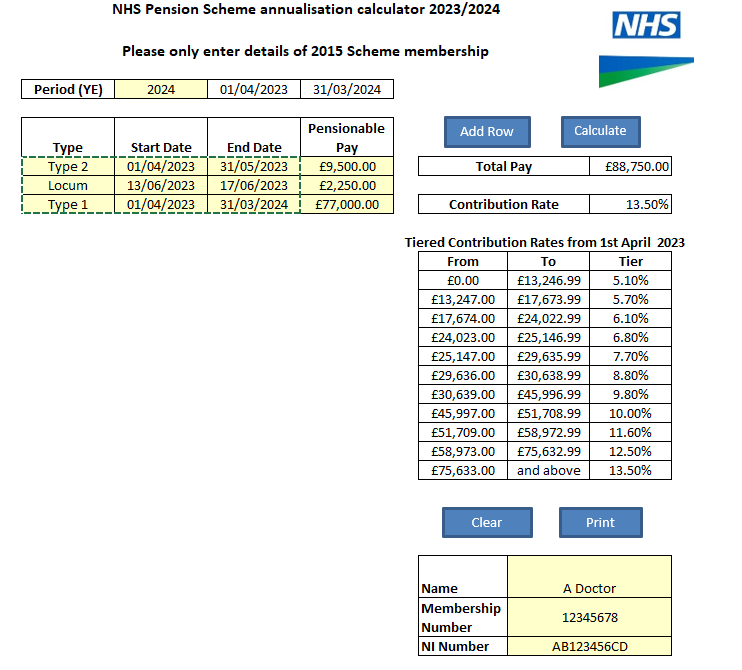 NHS Pension Scheme annualisation calculator 2023/2024
NHS
Please only enter details of 2015 Scheme membership
Period (YE) 2024 01/04/2023 31/03/2024
Type Start Date End Date Pensionable Pay
Type 2 01/04/2023 31/05/2023 £9,500.00
Locum 13/06/2023 17/06/2023 £2,250.00
Type 1 01/04/2023 31/03/2024 £77,000.00
Add Row Calculate
Total Pay £88,750.00
Contribution Rate 13.50%
Tiered Contribution Rates from 1st April 2023
From To Tier
£0.00 £13,246.99 5.10%
£13,247.00 £17,673.99 5.70%
£17,674.00 £24,022.99 6.10%
£24,023.00 £25,146.99 6.80%
£25,147.00 £29,635.99 7.70%
£29,636.00 £30,638.99 8.80%
£30,639.00 £45,996.99 9.80%
£45,997.00 £51,708.99 10.00%
£51,709.00 £58,972.99 11.60%
£58,973.00 £75,632.99 12.50%
£75,633.00 and above 13.50%
Clear Print
Name A Doctor
Membership Number 12345678
NI Number AB123456CD